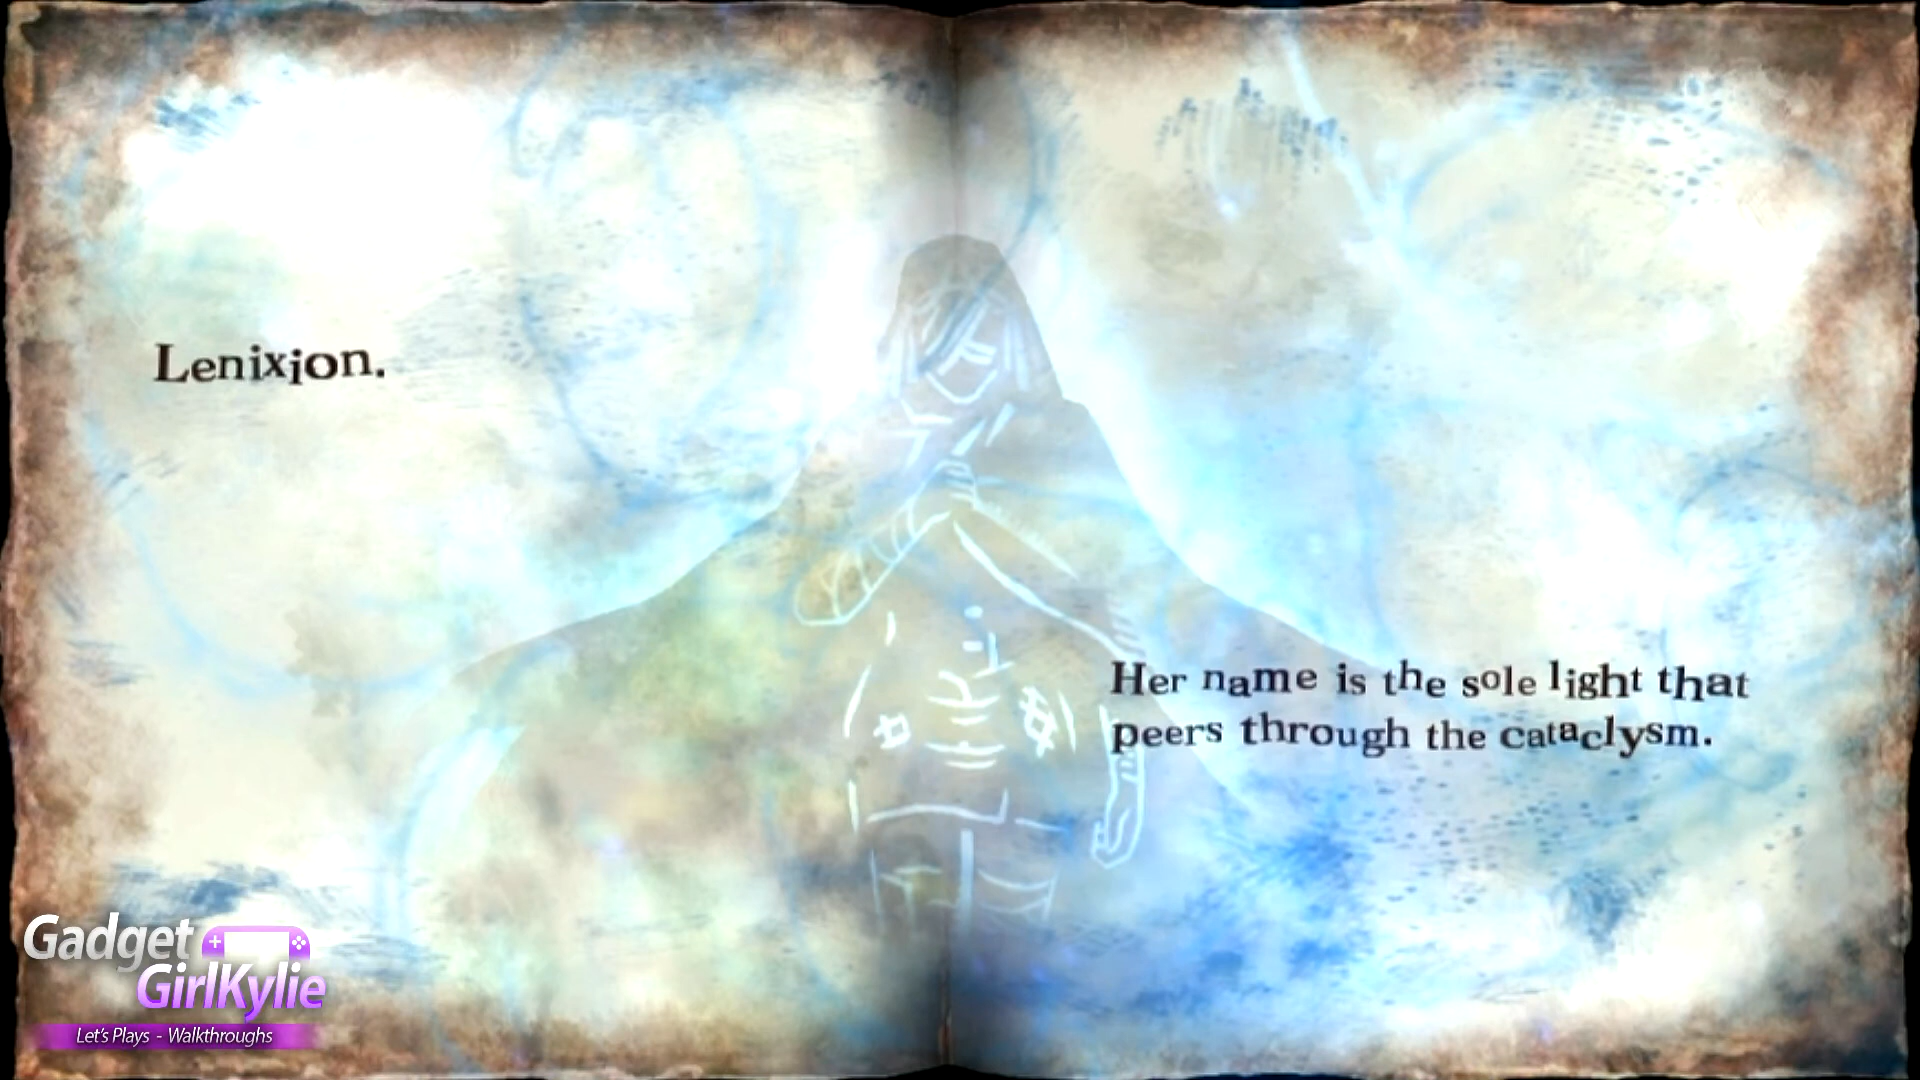 Lenixion.
Her name is the sole light that
peers through the cataclysm.
Gadget
GirlKylie
Let's Plays - Walkthroughs